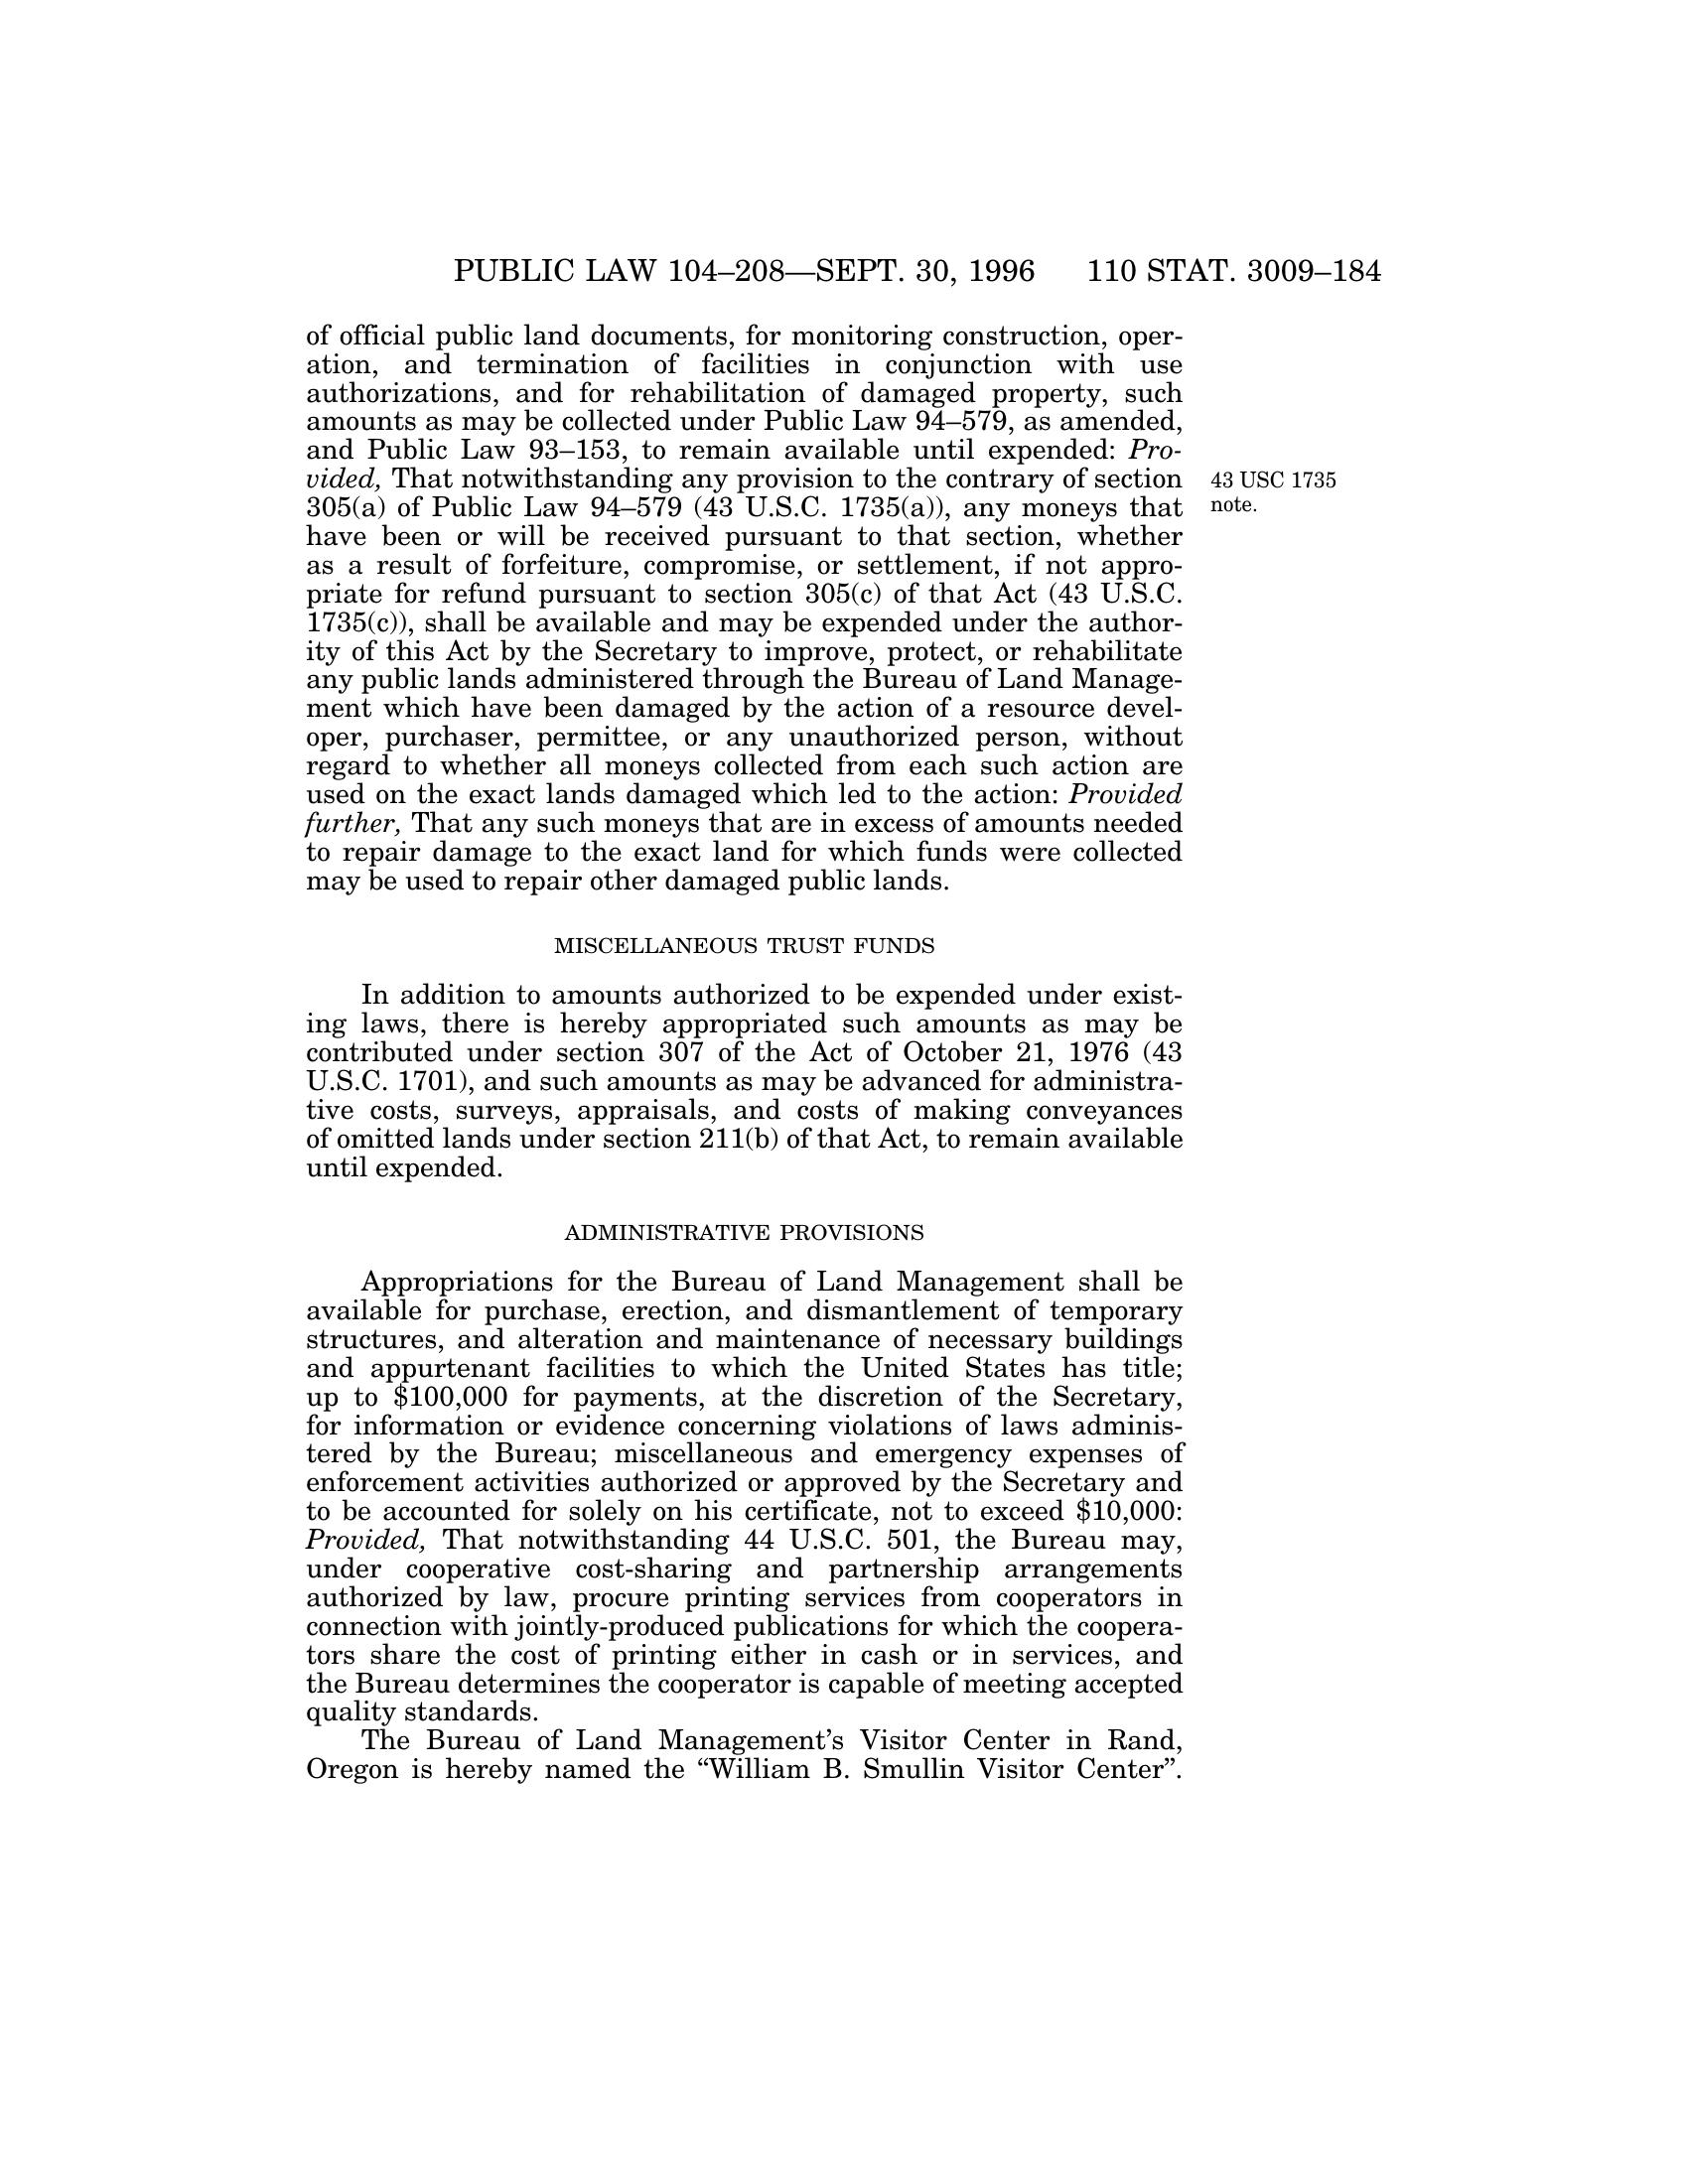 PUBLIC LAW 104–208—SEPT. 30, 1996 110 STAT. 3009–184
of official public land documents, for monitoring construction, oper-
ation, and termination of facilities in conjunction with use
authorizations, and for rehabilitation of damaged property, such
amounts as may be collected under Public Law 94–579, as amended,
and Public Law 93–153, to remain available until expended: Pro-
vided, That notwithstanding any provision to the contrary of section
305(a) of Public Law 94–579 (43 U.S.C. 1735(a)), any moneys that
have been or will be received pursuant to that section, whether
as a result of forfeiture, compromise, or settlement, if not appro-
priate for refund pursuant to section 305(c) of that Act (43 U.S.C.
1735(c)), shall be available and may be expended under the author-
ity of this Act by the Secretary to improve, protect, or rehabilitate
any public lands administered through the Bureau of Land Manage-
ment which have been damaged by the action of a resource devel-
oper, purchaser, permittee, or any unauthorized person, without
regard to whether all moneys collected from each such action are
used on the exact lands damaged which led to the action: Provided
further, That any such moneys that are in excess of amounts needed
to repair damage to the exact land for which funds were collected
may be used to repair other damaged public lands.
43 USC 1735
note.
MISCELLANEOUS TRUST FUNDS
In addition to amounts authorized to be expended under exist-
ing laws, there is hereby appropriated such amounts as may be
contributed under section 307 of the Act of October 21, 1976 (43
U.S.C. 1701), and such amounts as may be advanced for administra-
tive costs, surveys, appraisals, and costs of making conveyances
of omitted lands under section 211(b) of that Act, to remain available
until expended.
ADMINISTRATIVE PROVISIONS
Appropriations for the Bureau of Land Management shall be
available for purchase, erection, and dismantlement of temporary
structures, and alteration and maintenance of necessary buildings
and appurtenant facilities to which the United States has title;
up to $100,000 for payments, at the discretion of the Secretary,
for information or evidence concerning violations of laws adminis-
tered by the Bureau; miscellaneous and emergency expenses of
enforcement activities authorized or approved by the Secretary and
to be accounted for solely on his certificate, not to exceed $10,000:
Provided, That notwithstanding 44 U.S.C. 501, the Bureau may,
under cooperative cost-sharing and partnership arrangements
authorized by law, procure printing services from cooperators in
connection with jointly-produced publications for which the coopera-
tors share the cost of printing either in cash or in services, and
the Bureau determines the cooperator is capable of meeting accepted
quality standards.
The Bureau of Land Management’s Visitor Center in Rand,
Oregon is hereby named the “William B. Smullin Visitor Center”.